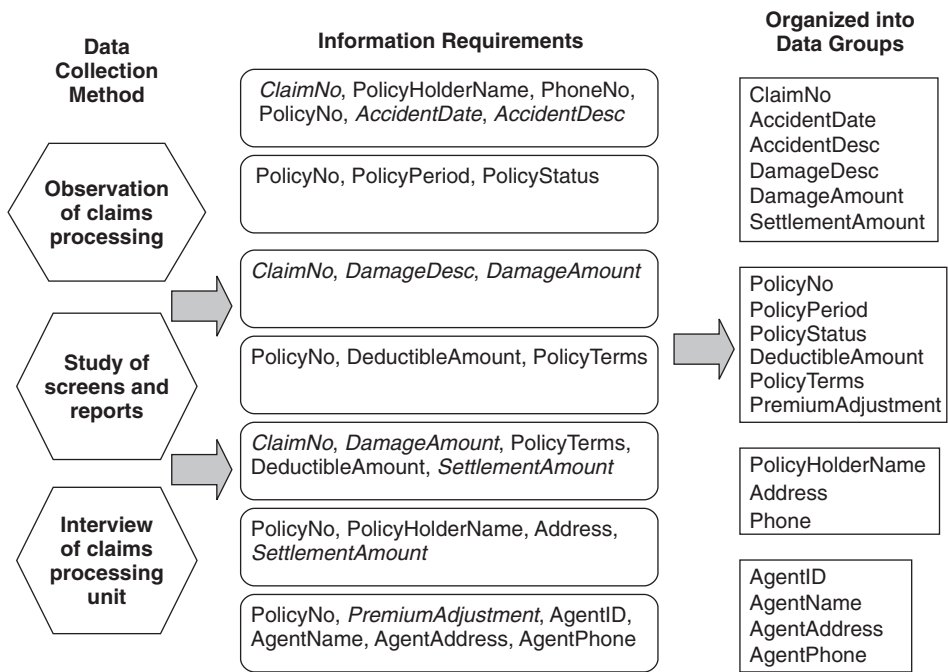 Data
Collection
Method
Observation
of claims
processing
Study of
screens and
reports
Interview
of claims
processing
unit
Information Requirements
ClaimNo, PolicyHolderName, PhoneNo,
PolicyNo, AccidentDate, AccidentDesc
PolicyNo, PolicyPeriod, PolicyStatus
ClaimNo, DamageDesc, DamageAmount
PolicyNo, DeductibleAmount, PolicyTerms
ClaimNo, DamageAmount, PolicyTerms,
DeductibleAmount, SettlementAmount
PolicyNo, PolicyHolderName, Address,
SettlementAmount
PolicyNo, PremiumAdjustment, AgentID,
AgentName, AgentAddress, AgentPhone
Organized into
Data Groups
ClaimNo
AccidentDate
AccidentDesc
DamageDesc
DamageAmount
SettlementAmount
PolicyNo
PolicyPeriod
PolicyStatus
DeductibleAmount
PolicyTerms
PremiumAdjustment
PolicyHolderName
Address
Phone
AgentID
AgentName
AgentAddress
AgentPhone